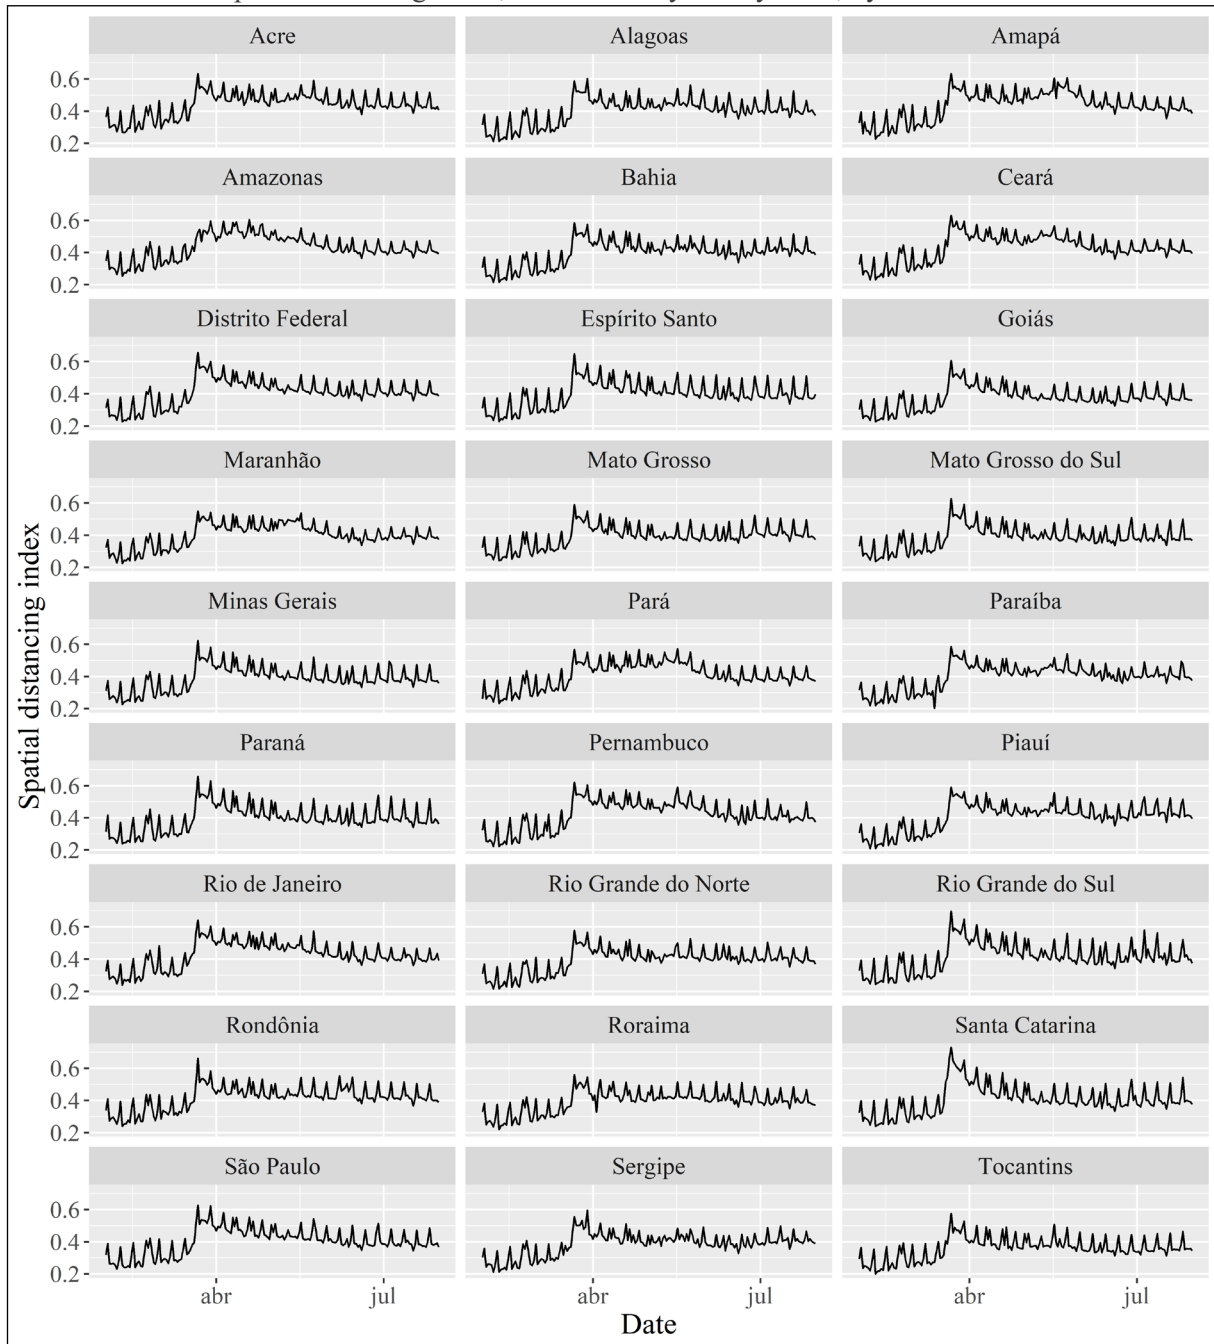 Acre Alagoas Amapá
0.6
0.4
0.2
Amazonas Bahia Ceará
0.6
0.4
0.2
Distrito Federal Espírito Santo Goiás
0.6
0.4
0.2
Maranhão Mato Grosso Mato Grosso do Sul
0.6
0.4
0.2
Minas Gerais Pará Paraíba
0.6
0.4
0.2
Paraná Pernambuco Piauí
0.6
0.4
0.2
Rio de Janeiro Rio Grande do Norte Rio Grande do Sul
0.6
0.4
0.2
Rondônia Roraima Santa Catarina
0.6
0.4
0.2
São Paulo Sergipe Tocantins
0.6
0.4
0.2
Spatial distancing index
abr jul abr jul abr jul
Date